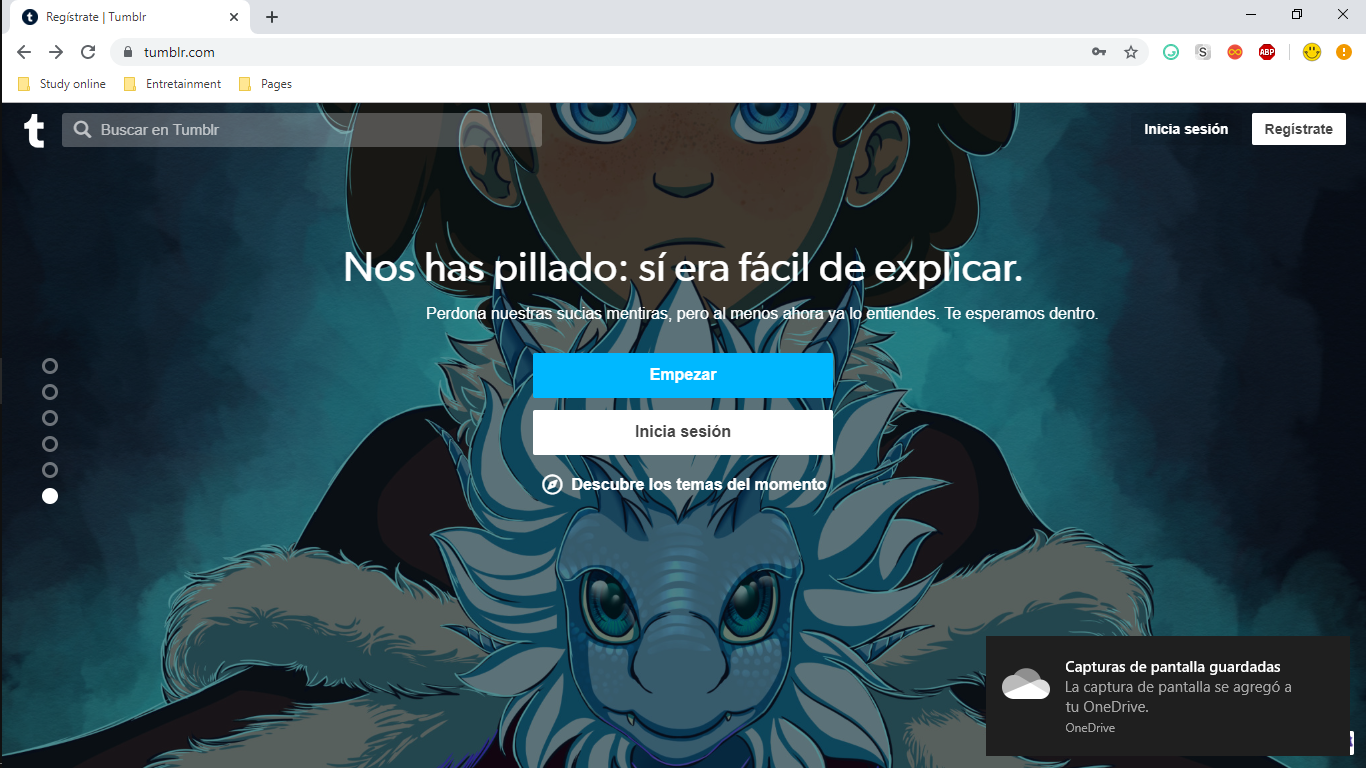 Regístrate | Tumblr
tumblr.com
S
ABP
Study online
Entretainment
Pages
t
Buscar en Tumblr
Inicia sesión
Regístrate
Nos has pillado: sí era fácil de explicar.
Perdona nuestras sucias mentiras, pero al menos ahora ya lo entiendes. Te esperamos dentro.
Empezar
Inicia sesión
Descubre los temas del momento
Capturas de pantalla guardadas
La captura de pantalla se agregó a
tu OneDrive.
OneDrive